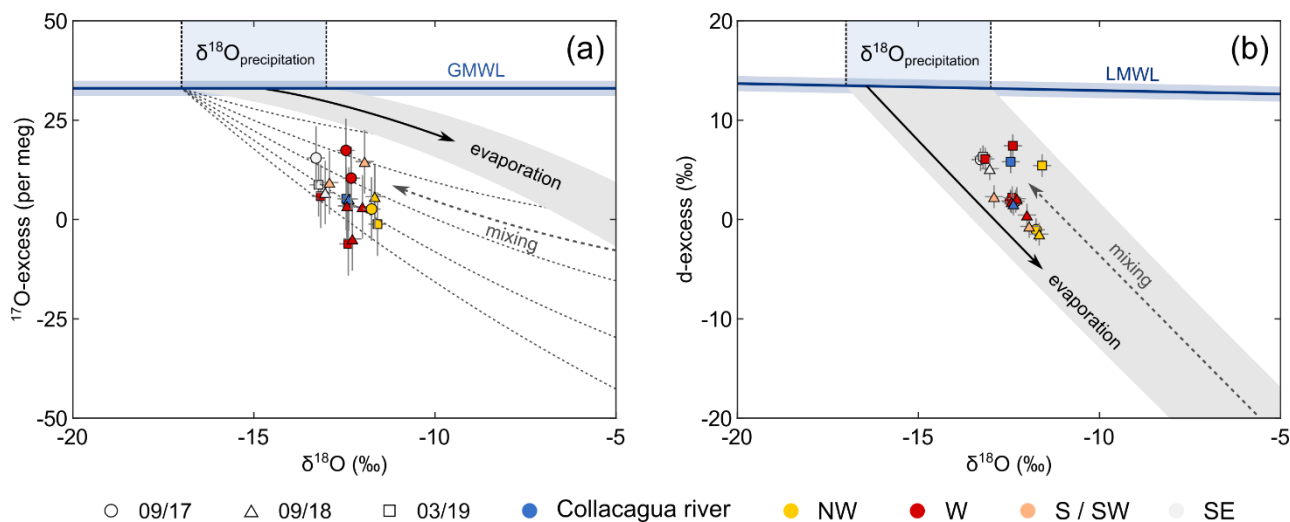 50
25
0
-25
-50
-20
-15
-10
-5
¹⁷O-excess (per meg)
δ¹⁸O (‰)
δ¹⁸Oprecipitation
(a)
GMWL
evaporation
mixing
20
10
0
-10
-20
-20
-15
-10
-5
d-excess (‰)
δ¹⁸O (‰)
δ¹⁸Oprecipitation
(b)
LMWL
mixing
evaporation
09/17 09/18 03/19 Collacagua river NW W S / SW SE